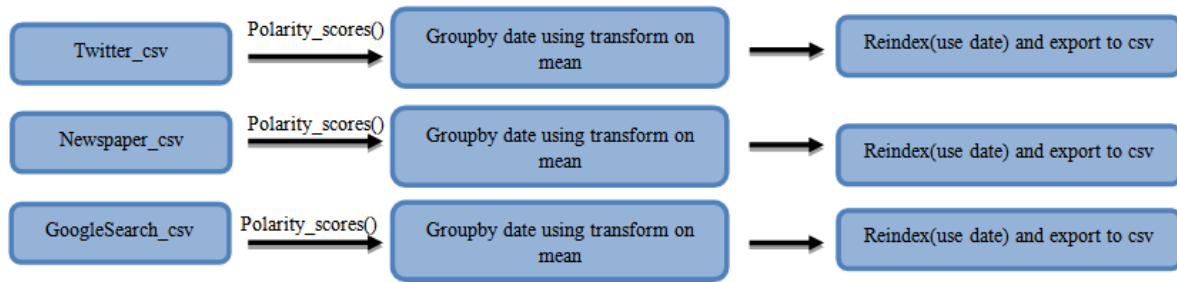 Twitter_csv
Polarity_scores()
Groupby date using transform on
mean
Reindex(use date) and export to csv
Newspaper_csv
Polarity_scores()
Groupby date using transform on
mean
Reindex(use date) and export to csv
GoogleSearch_csv
Polarity_scores()
Groupby date using transform on
mean
Reindex(use date) and export to csv